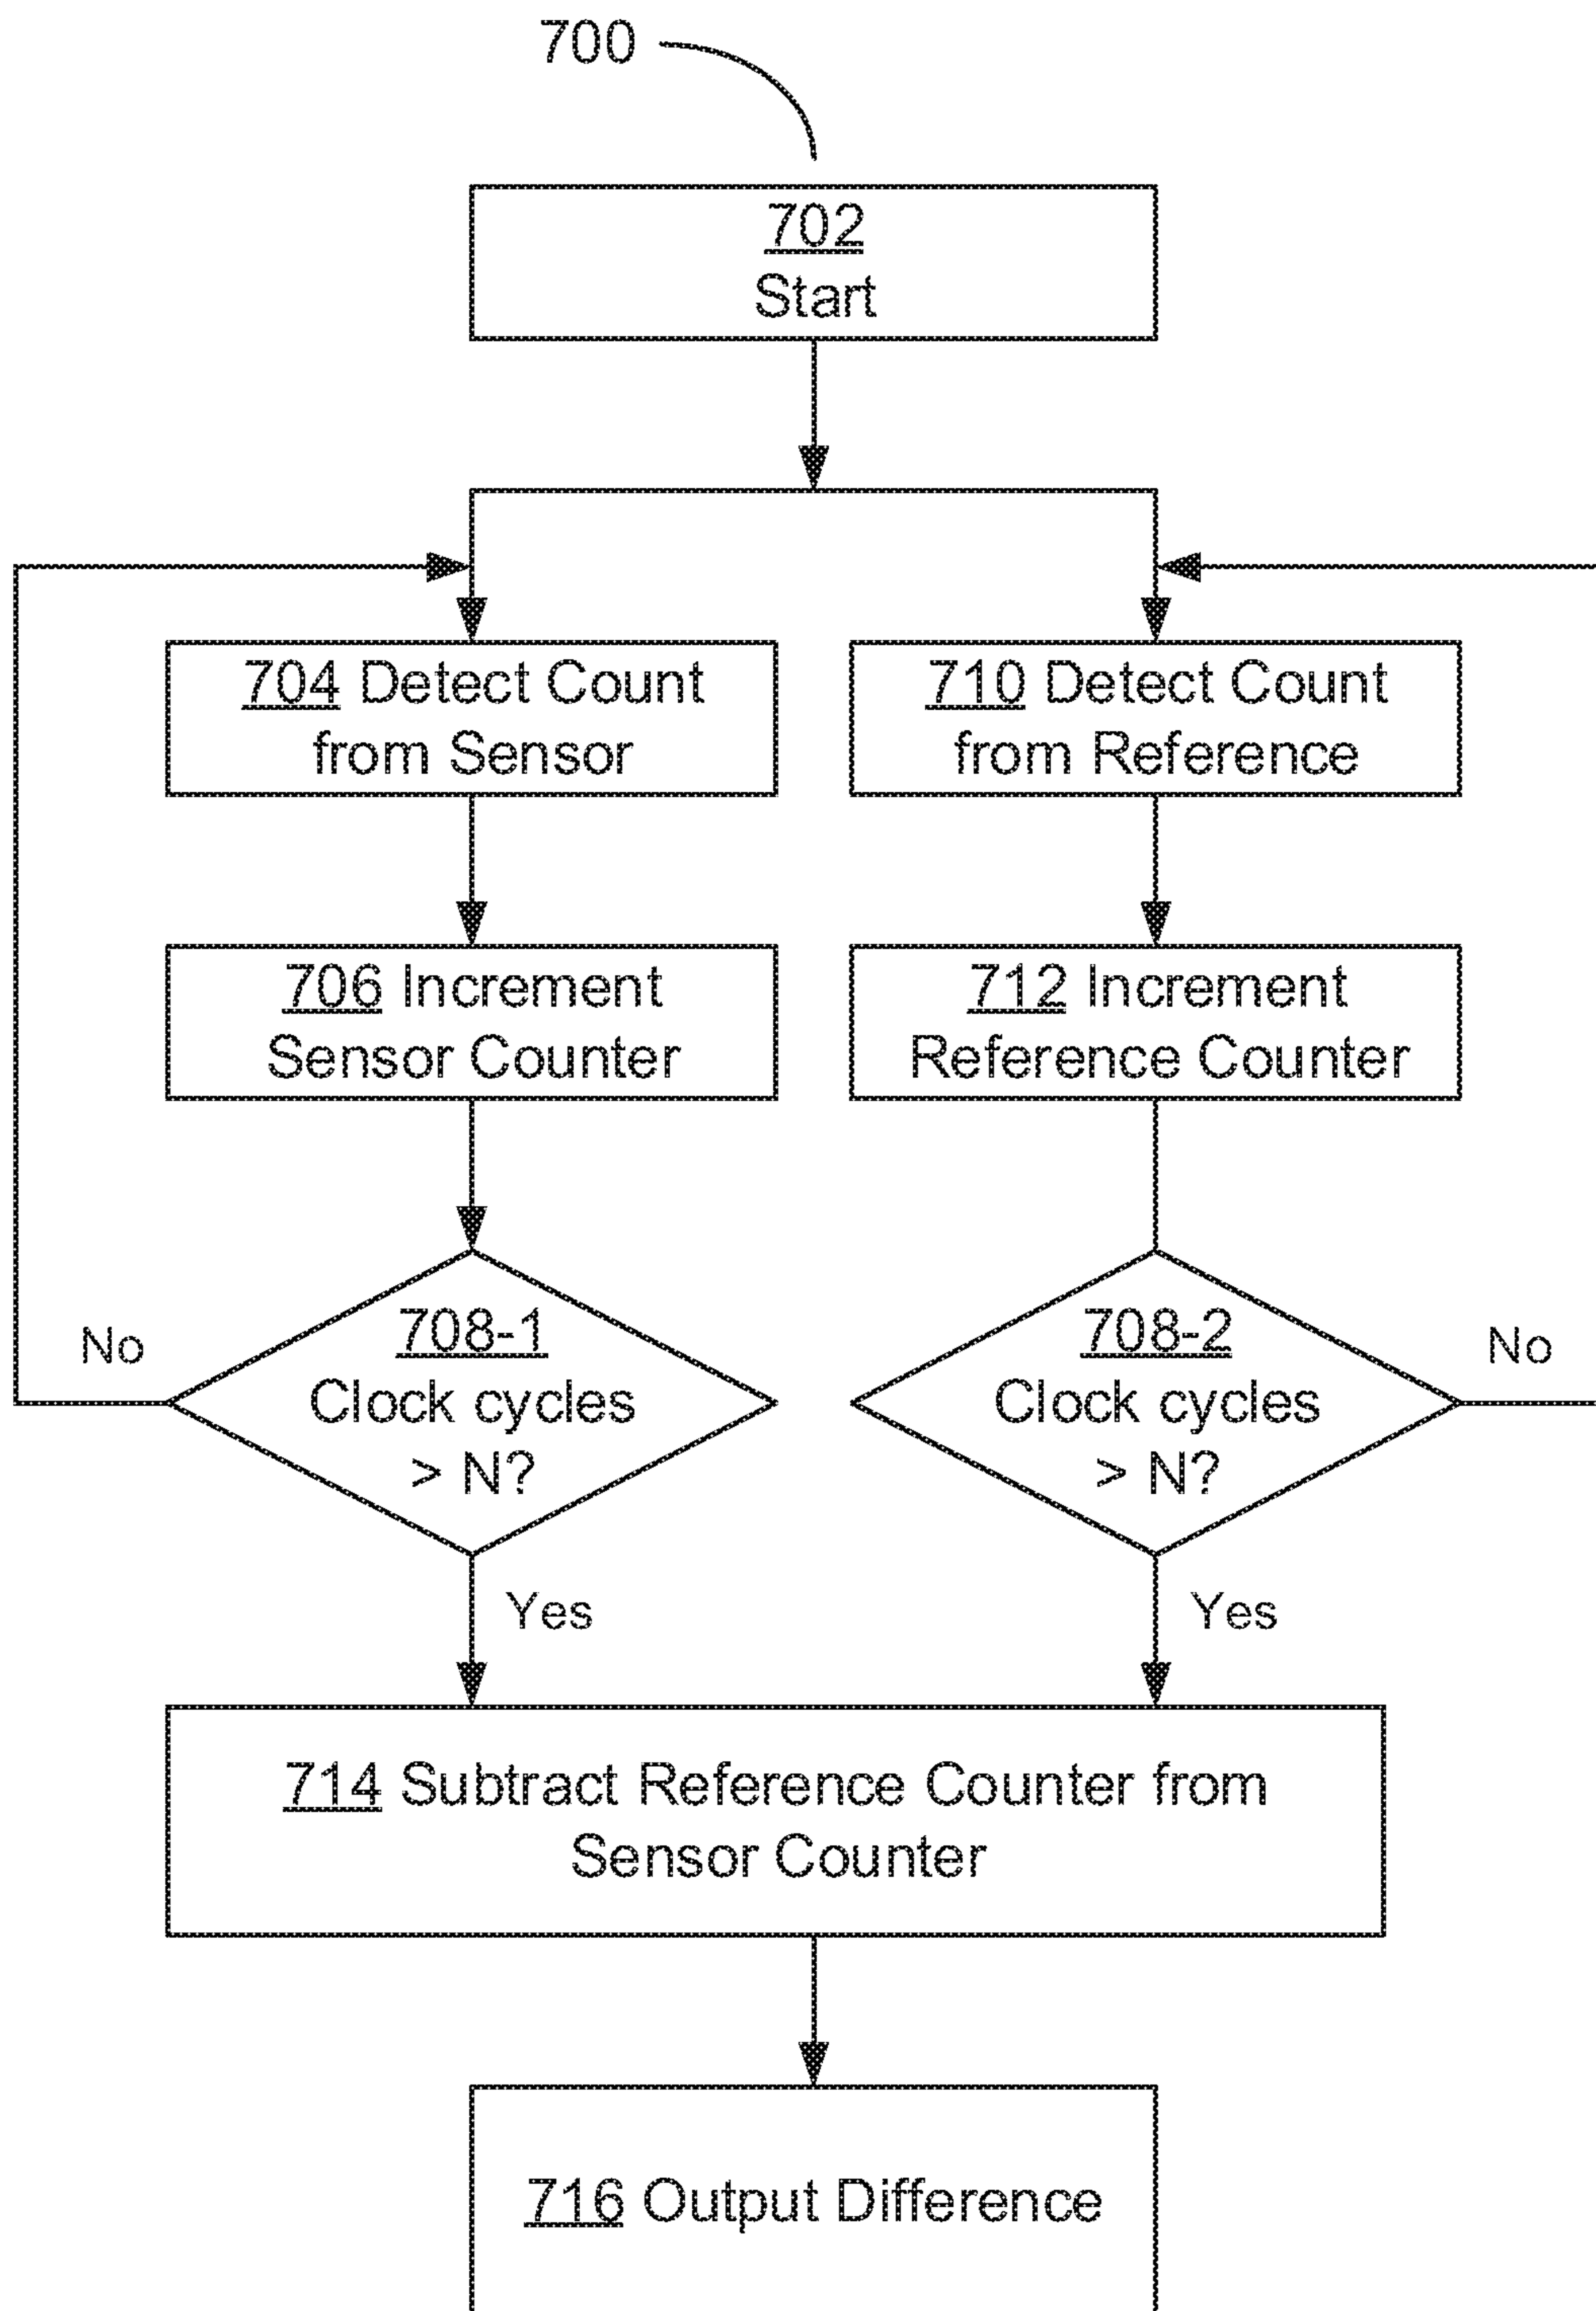 700
702
Start
704 Detect Count
from Sensor
710 Detect Count
from Reference
706 Increment
Sensor Counter
712 Increment
Reference Counter
No
708-1
Clock cycles
> N?
708-2
Clock cycles
> N?
No
Yes
Yes
714 Subtract Reference Counter from
Sensor Counter
716 Output Difference